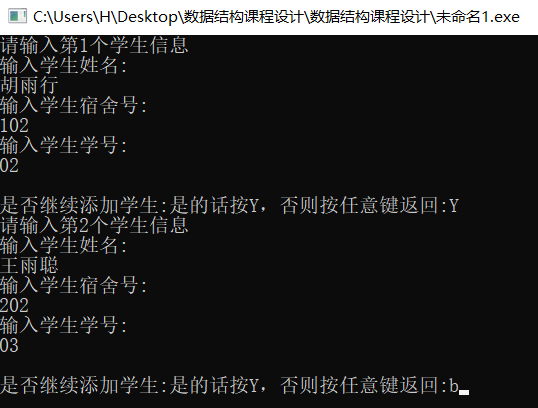 C:\Users\H\Desktop\数据结构课程设计\数据结构课程设计\未命名1.exe
请输入第1个学生信息
输入学生姓名:
胡雨行
输入学生宿舍号:
102
输入学生学号:
02
是否继续添加学生:是的话按Y，否则按任意键返回:Y
请输入第2个学生信息
输入学生姓名:
王雨聪
输入学生宿舍号:
202
输入学生学号:
03
是否继续添加学生:是的话按Y，否则按任意键返回:b